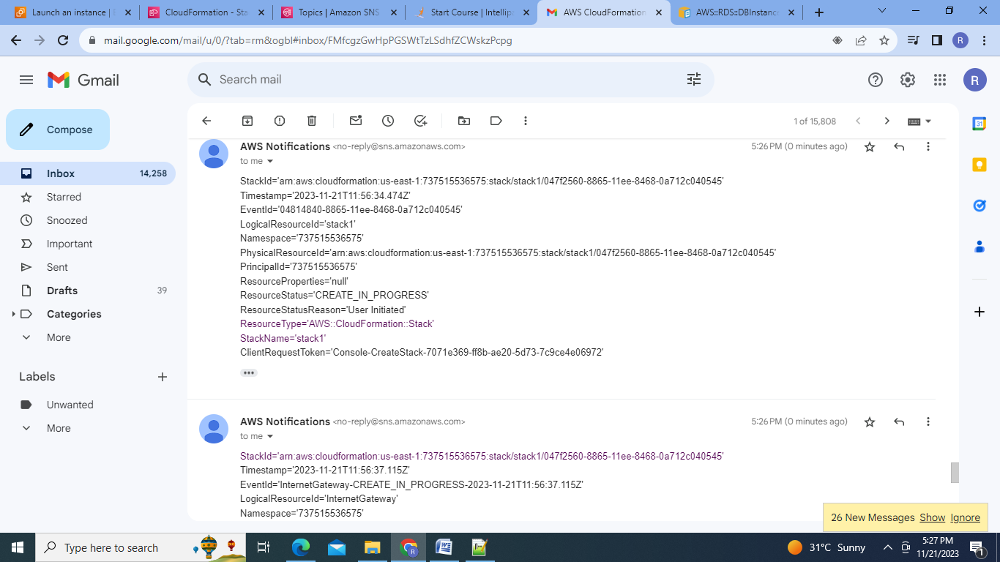 Launch an instance | E
CloudFormation - Sta
Topics | Amazon SNS
Start Course | Intellipa
AWS CloudFormation
AWS::RDS::DBInstance
mail.google.com/mail/u/0/?tab=rm&ogbl#inbox/FMfcgzGwHpPGSWtTzLSdhfZCWskzPcpg
R
Gmail
Search mail
R
Compose
1 of 15,808
31
Inbox 14,258
Starred
Snoozed
Important
Sent
Drafts 39
Categories
More
Labels
Unwanted
More
AWS Notifications <no-reply@sns.amazonaws.com> 5:26 PM (0 minutes ago)
to me
StackId='arn:aws:cloudformation:us-east-1:737515536575:stack/stack1/047f2560-8865-11ee-8468-0a712c040545'
Timestamp='2023-11-21T11:56:34.474Z'
EventId='04814840-8865-11ee-8468-0a712c040545'
LogicalResourceId='stack1'
Namespace='737515536575'
PhysicalResourceId='arn:aws:cloudformation:us-east-1:737515536575:stack/stack1/047f2560-8865-11ee-8468-0a712c040545'
PrincipalId='737515536575'
ResourceProperties='null'
ResourceStatus='CREATE_IN_PROGRESS'
ResourceStatusReason='User Initiated'
ResourceType='AWS::CloudFormation::Stack'
StackName='stack1'
ClientRequestToken='Console-CreateStack-7071e369-ff8b-ae20-5d73-7c9ce4e06972'
AWS Notifications <no-reply@sns.amazonaws.com> 5:26 PM (0 minutes ago)
to me
StackId='arn:aws:cloudformation:us-east-1:737515536575:stack/stack1/047f2560-8865-11ee-8468-0a712c040545'
Timestamp='2023-11-21T11:56:37.115Z'
EventId='InternetGateway-CREATE_IN_PROGRESS-2023-11-21T11:56:37.115Z'
LogicalResourceId='InternetGateway'
Namespace='737515536575'
26 New Messages Show Ignore
Type here to search
R
W
31°C Sunny
5:27 PM
11/21/2023
1